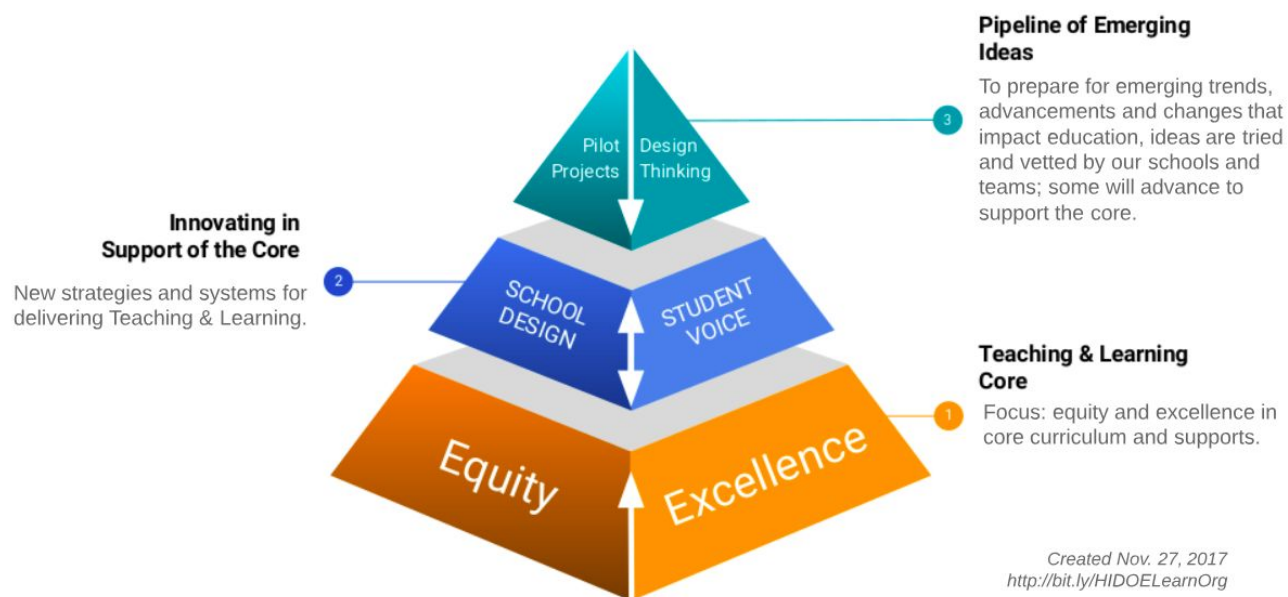 Pipeline of Emerging
Ideas
To prepare for emerging trends,
advancements and changes that
impact education, ideas are tried
and vetted by our schools and
teams; some will advance to
support the core.
3
Pilot
Projects
Design
Thinking
Innovating in
Support of the Core
New strategies and systems for
delivering Teaching & Learning.
2
SCHOOL
DESIGN
STUDENT
VOICE
Teaching & Learning
Core
Focus: equity and excellence in
core curriculum and supports.
1
Equity
Excellence
Created Nov. 27, 2017
http://bit.ly/HIDOELearnOrg